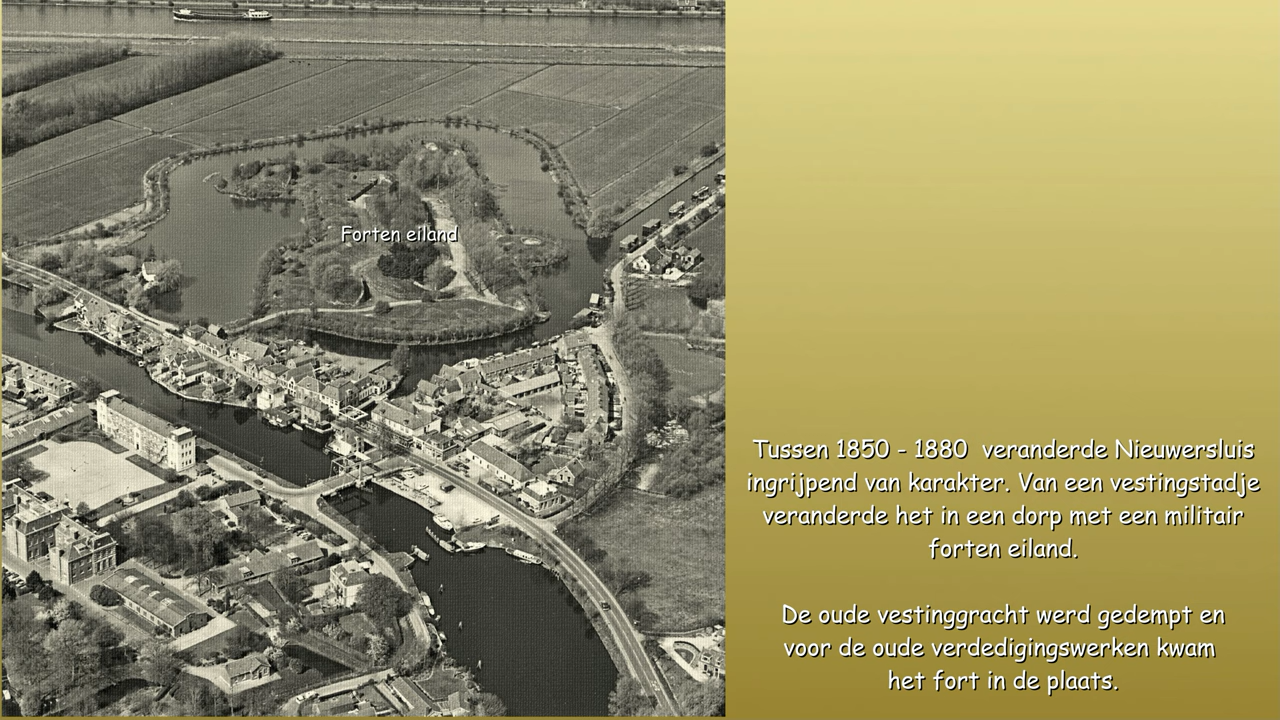 Forten eiland
Tussen 1850 - 1880 veranderde Nieuwersluis
ingrijpend van karakter. Van een vestingstadje
veranderde het in een dorp met een militair
forten eiland.
De oude vestinggracht werd gedempt en
voor de oude verdedigingswerken kwam
het fort in de plaats.